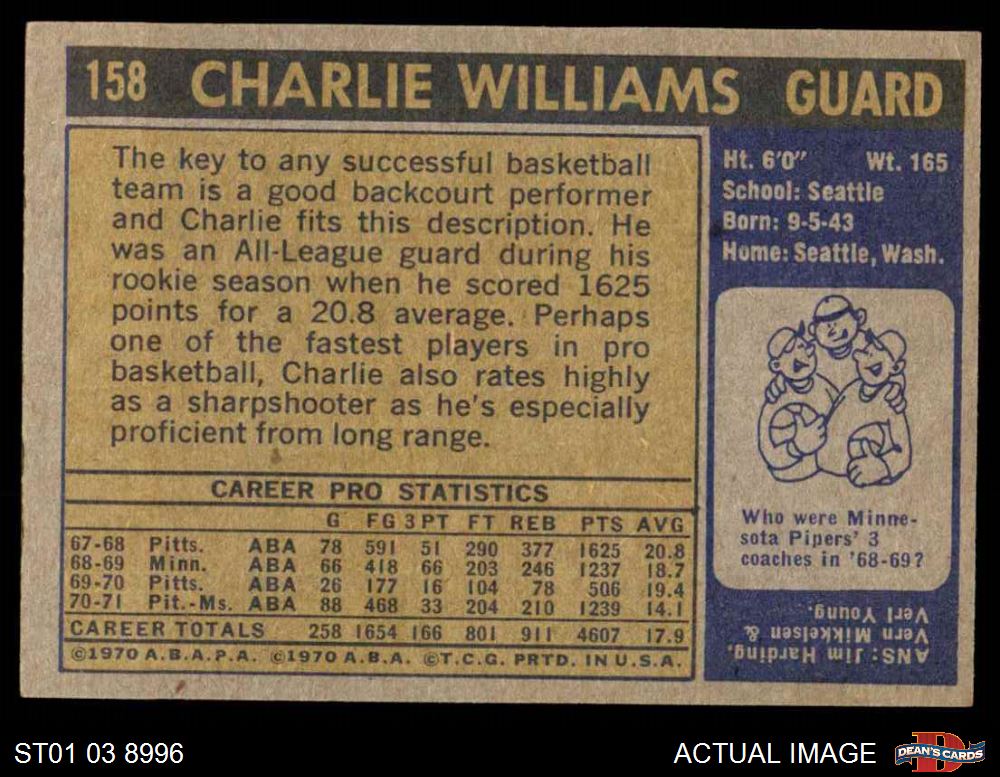 158 CHARLIE WILLIAMS GUARD
The key to any successful basketball
team is a good backcourt performer
and Charlie fits this description. He
was an All-League guard during his
rookie season when he scored 1625
points for a 20.8 average. Perhaps
one of the fastest players in pro
basketball, Charlie also rates highly
as a sharpshooter as he's especially
proficient from long range.
Ht. 6'0" Wt. 165
School: Seattle
Born: 9-5-43
Home: Seattle, Wash.
Who were Minne-
sota Pipers' 3
coaches in '68-69?
ANS: Jim Harding,
Vern Mikkelsen &
Verl Young.
CAREER PRO STATISTICS
G FG 3PT FT REB PTS AVG
67-68 Pitts. ABA 78 591 51 290 377 1625 20.8
68-69 Minn. ABA 66 418 66 203 246 1237 18.7
69-70 Pitts. ABA 26 177 16 104 78 506 19.4
70-71 Pit.-Ms. ABA 88 468 33 204 210 1239 14.1
CAREER TOTALS 258 1654 166 801 911 4607 17.9
©1970 A.B.A.P.A. ©1970 A.B.A. ©T.C.G. PRTD. IN U.S.A.
ST01 03 8996 ACTUAL IMAGE D DEAN'S CARDS